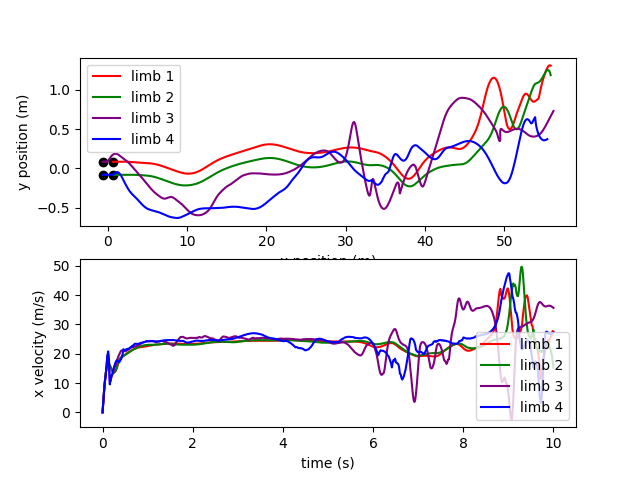 y position (m)
1.0
0.5
0.0
−0.5
limb 1
limb 2
limb 3
limb 4
0
10
20
30
40
50
x position (m)
x velocity (m/s)
50
40
30
20
10
0
limb 1
limb 2
limb 3
limb 4
0
2
4
6
8
10
time (s)